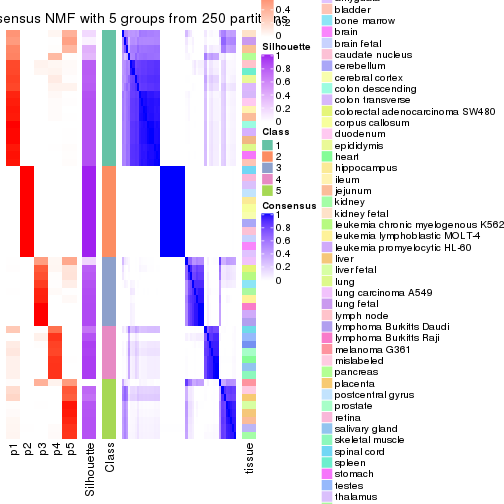 sensus NMF with 5 groups from 250 partitions
0.4
0.2
0
Silhouette
1
0.8
0.6
0.4
0.2
0
Class
1
2
3
4
5
Consensus
1
0.8
0.6
0.4
0.2
0
p1
p2
p3
p4
p5
Silhouette
Class
tissue
bladder
bone marrow
brain
brain fetal
caudate nucleus
cerebellum
cerebral cortex
colon descending
colon transverse
colorectal adenocarcinoma SW480
corpus callosum
duodenum
epididymis
heart
hippocampus
ileum
jejunum
kidney
kidney fetal
leukemia chronic myelogenous K562
leukemia lymphoblastic MOLT-4
leukemia promyelocytic HL-60
liver
liver fetal
lung
lung carcinoma A549
lung fetal
lymph node
lymphoma Burkitts Daudi
lymphoma Burkitts Raji
melanoma G361
mislabeled
pancreas
placenta
postcentral gyrus
prostate
retina
salivary gland
skeletal muscle
spinal cord
spleen
stomach
testes
thalamus